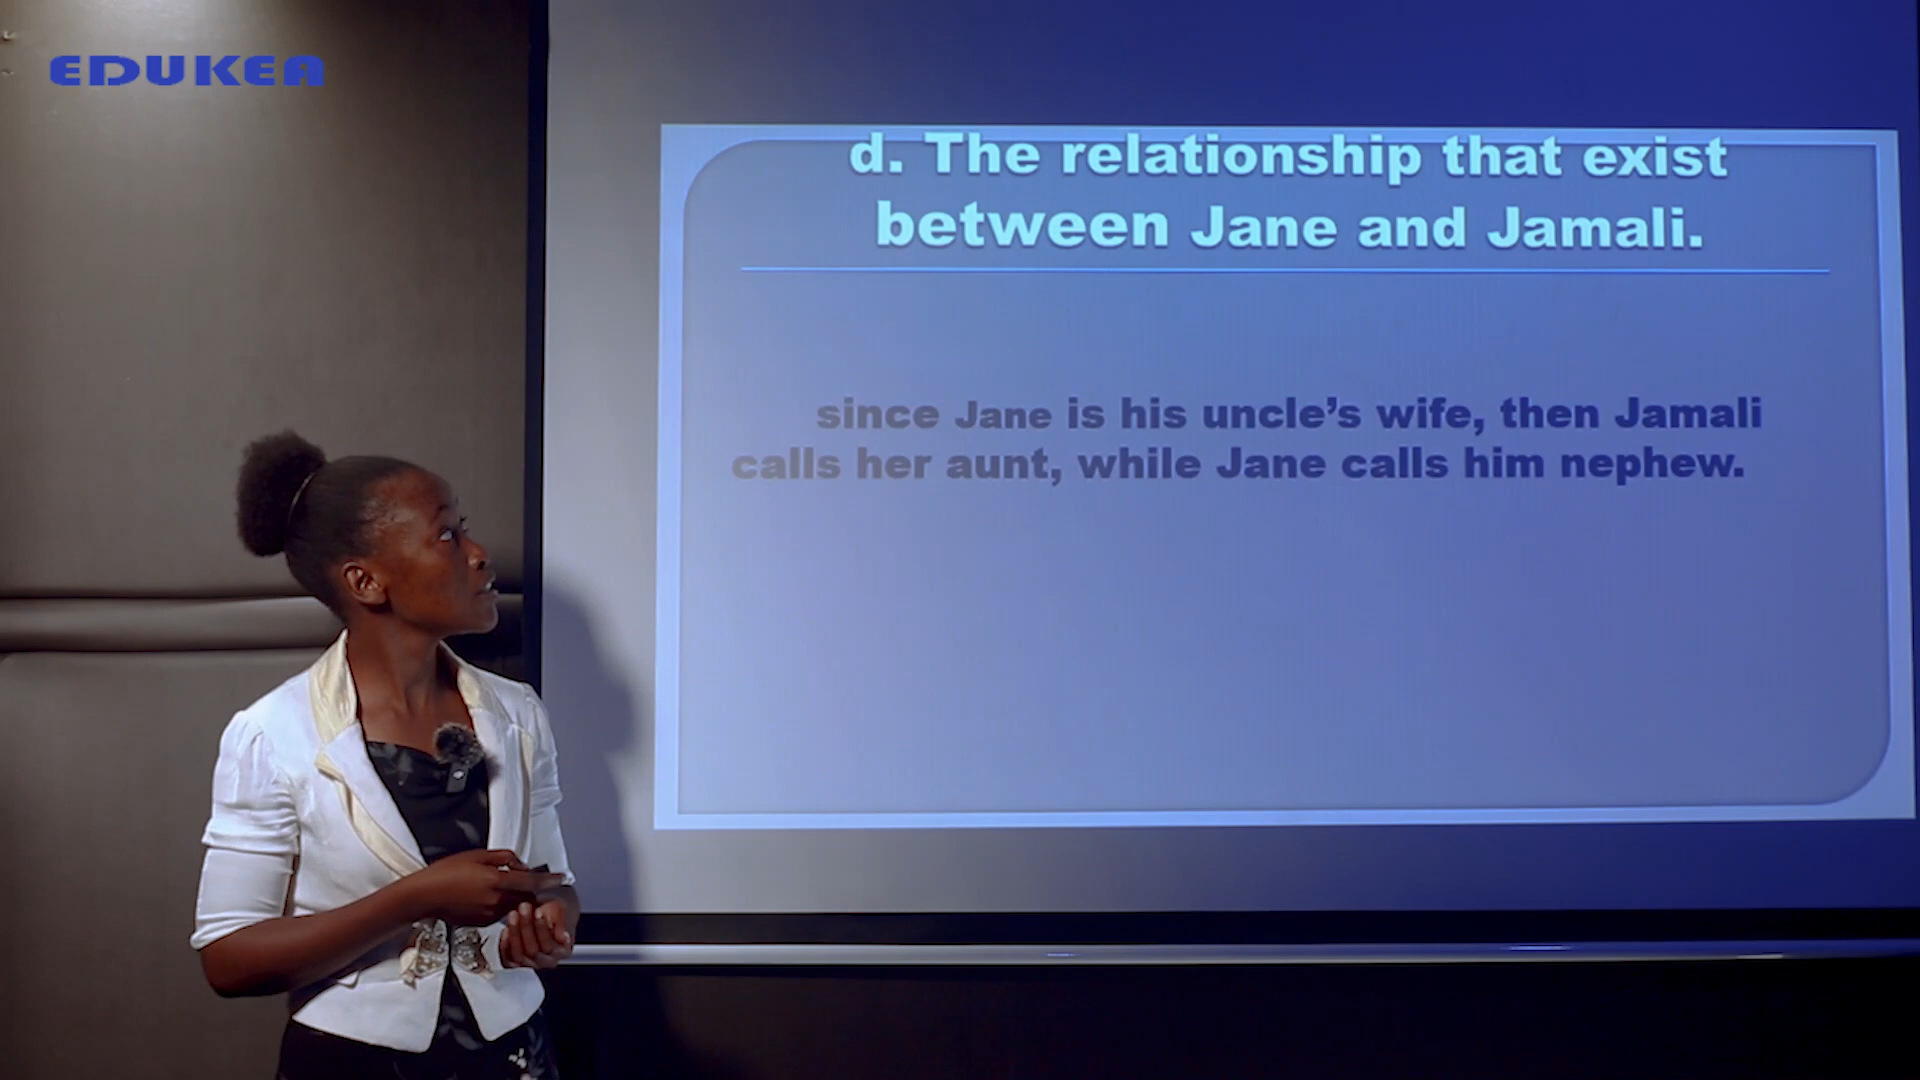 EDUKEA
d. The relationship that exist
between Jane and Jamali.
since Jane is his uncle’s wife, then Jamali
calls her aunt, while Jane calls him nephew.